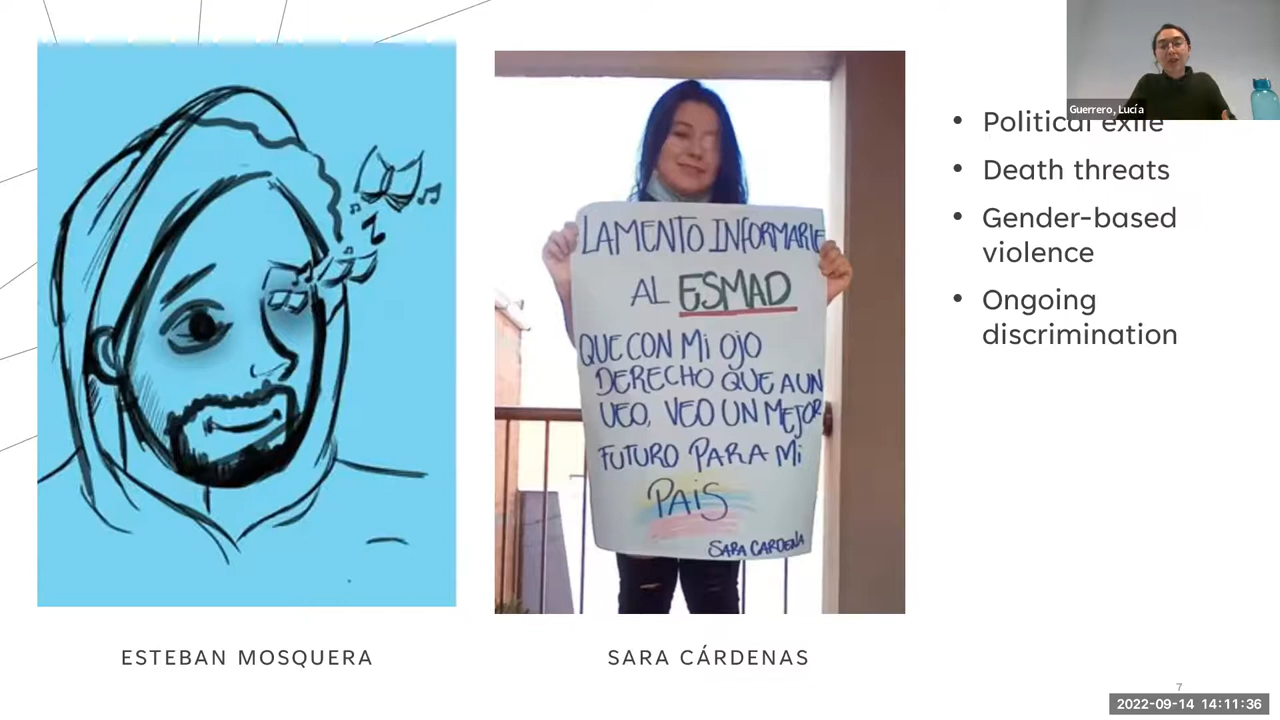 Guerrero, Lucía
• Political exile
• Death threats
• Gender-based
violence
• Ongoing
discrimination
LAMENTO INFORMARLE
AL ESMAD
QUE CON Mi OJO
DERECHO QUE AUN
VEO, VEO UN MEJOR
FUTURO PARA Mi
PAiS
SARA CARDENA
ESTEBAN MOSQUERA
SARA CÁRDENAS
7
2022-09-14 14:11:36